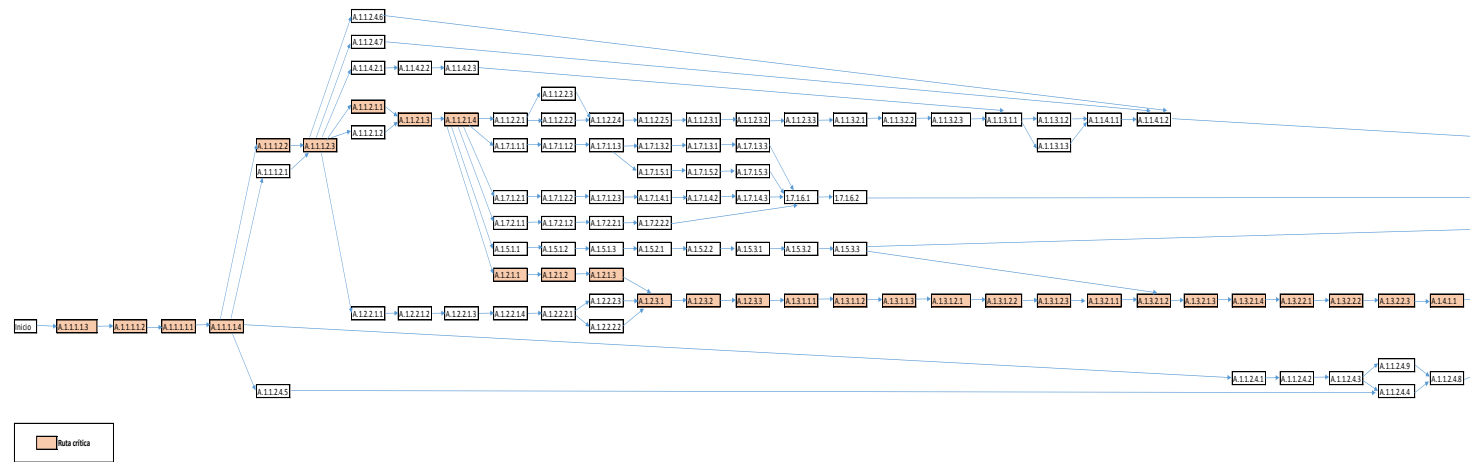 A.1.1.2.4.6
A.1.1.2.4.7
A.1.1.4.2.1 A.1.1.4.2.2 A.1.1.4.2.3
A.1.1.2.2.3
A.1.1.2.1.1
A.1.1.2.1.3 A.1.1.2.1.4 A.1.1.2.2.1 A.1.1.2.2.2 A.1.1.2.2.4 A.1.1.2.2.5 A.1.1.2.3.1 A.1.1.2.3.2 A.1.1.2.3.3 A.1.1.3.2.1 A.1.1.3.2.2 A.1.1.3.2.3 A.1.1.3.1.1 A.1.1.3.1.2 A.1.1.4.1.1 A.1.1.4.1.2
A.1.1.2.1.2
A.1.1.1.2.2 A.1.1.1.2.3 A.1.7.1.1.1 A.1.7.1.1.2 A.1.7.1.1.3 A.1.7.1.3.2 A.1.7.1.3.1 A.1.7.1.3.3 A.1.1.3.1.3
A.1.1.1.2.1 A.1.7.1.5.1 A.1.7.1.5.2 A.1.7.1.5.3
A.1.7.1.2.1 A.1.7.1.2.2 A.1.7.1.2.3 A.1.7.1.4.1 A.1.7.1.4.2 A.1.7.1.4.3 1.7.1.6.1 1.7.1.6.2
A.1.7.2.1.1 A.1.7.2.1.2 A.1.7.2.2.1 A.1.7.2.2.2
A.1.5.1.1 A.1.5.1.2 A.1.5.1.3 A.1.5.2.1 A.1.5.2.2 A.1.5.3.1 A.1.5.3.2 A.1.5.3.3
A.1.2.1.1 A.1.2.1.2 A.1.2.1.3
A.1.2.2.2.3 A.1.2.3.1 A.1.2.3.2 A.1.2.3.3 A.1.3.1.1.1 A.1.3.1.1.2 A.1.3.1.1.3 A.1.3.1.2.1 A.1.3.1.2.2 A.1.3.1.2.3 A.1.3.2.1.1 A.1.3.2.1.2 A.1.3.2.1.3 A.1.3.2.1.4 A.1.3.2.2.1 A.1.3.2.2.2 A.1.3.2.2.3 A.1.4.1.1
A.1.2.2.1.1 A.1.2.2.1.2 A.1.2.2.1.3 A.1.2.2.1.4 A.1.2.2.2.1
Inicio A.1.1.1.1.3 A.1.1.1.1.2 A.1.1.1.1.1 A.1.1.1.1.4 A.1.2.2.2.2
A.1.1.2.4.9
A.1.1.2.4.1 A.1.1.2.4.2 A.1.1.2.4.3 A.1.1.2.4.8
A.1.1.2.4.5 A.1.1.2.4.4
Ruta crítica